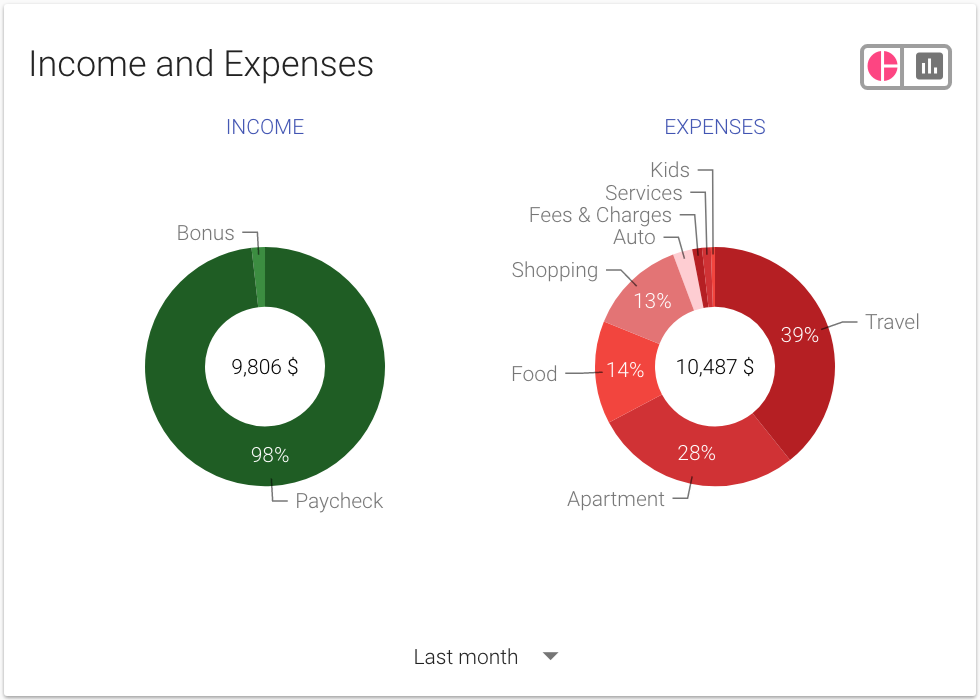 Income and Expenses
INCOME
Bonus
9,806 $
98%
Paycheck
EXPENSES
Kids
Services
Fees & Charges
Auto
Shopping
13%
Travel
39%
Food
14%
10,487 $
28%
Apartment
Last month